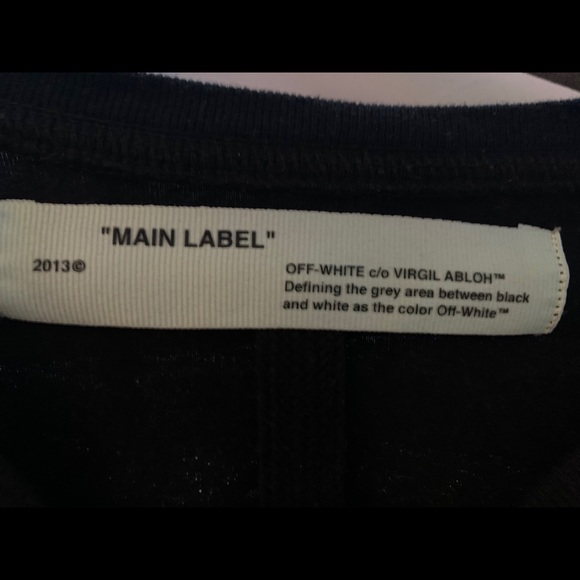 "MAIN LABEL"
2013©
OFF-WHITE c/o VIRGIL ABLOH™
Defining the grey area between black
and white as the color Off-White™